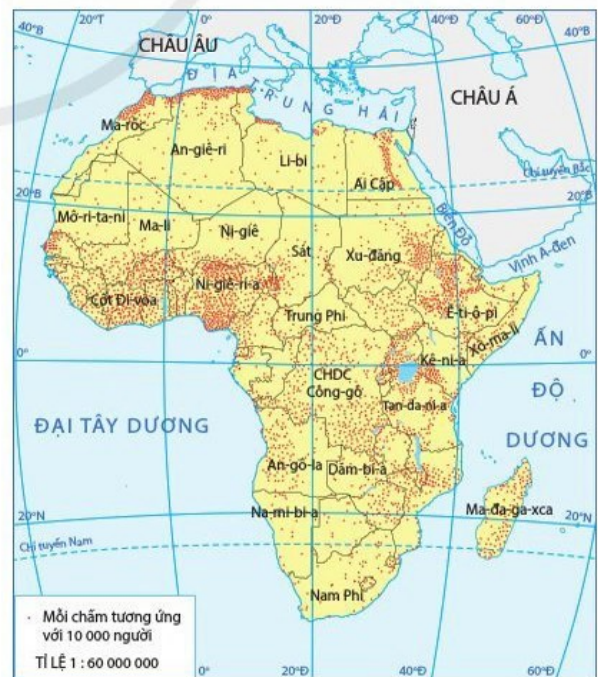 20°T
0°
20°Đ
40°Đ
60°Đ
40°B
40°B
CHÂU ÂU
ĐỊA TRUNG HẢI
CHÂU Á
Ma-rốc
An-giê-ri
Li-bi
Ai Cập
Chí tuyến Bắc
20°B
20°B
Biển Đỏ
Mô-ri-ta-ni
Ma-li
Ni-giê
Sát
Xu-đăng
Vịnh A-đen
Cốt Đi-voa
Ni-giê-ri-a
Trung Phi
Ê-ti-ô-pi
Xô-ma-li
0°
0°
CHDC
Công-gô
Kê-ni-a
Tan-da-ni-a
ẤN
ĐỘ
DƯƠNG
ĐẠI TÂY DƯƠNG
Ăn-gô-la
Dăm-bi-a
Na-mi-bi-a
Ma-đa-ga-xca
20°N
20°N
Chí tuyến Nam
Nam Phi
Mỗi chấm tương ứng
với 10 000 người
TỈ LỆ 1 : 60 000 000
0°
20°Đ
40°Đ
60°Đ